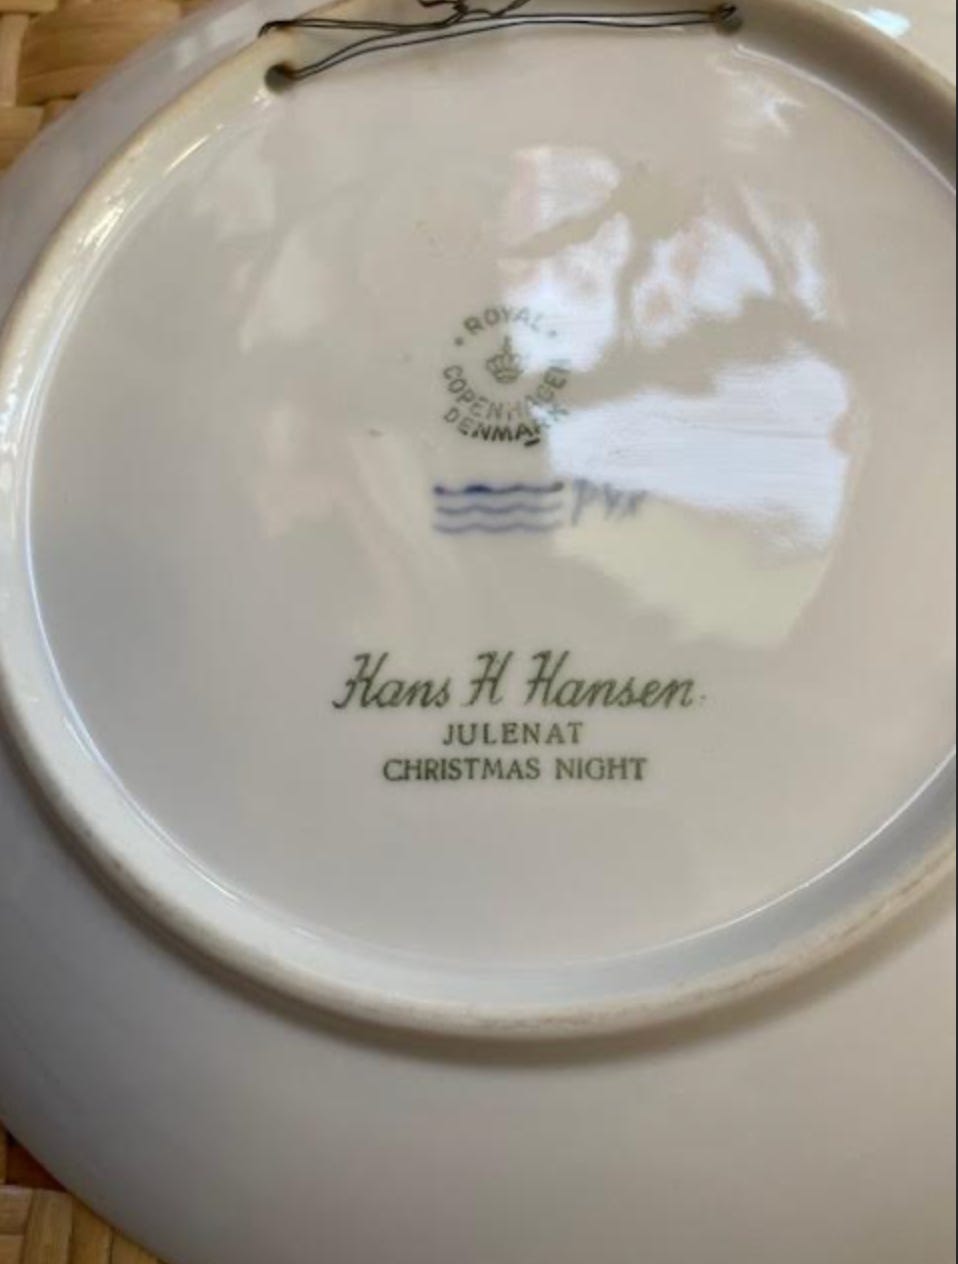 ROYAL
COPENHAGEN
DENMARK
Hans H Hansen
JULENAT
CHRISTMAS NIGHT